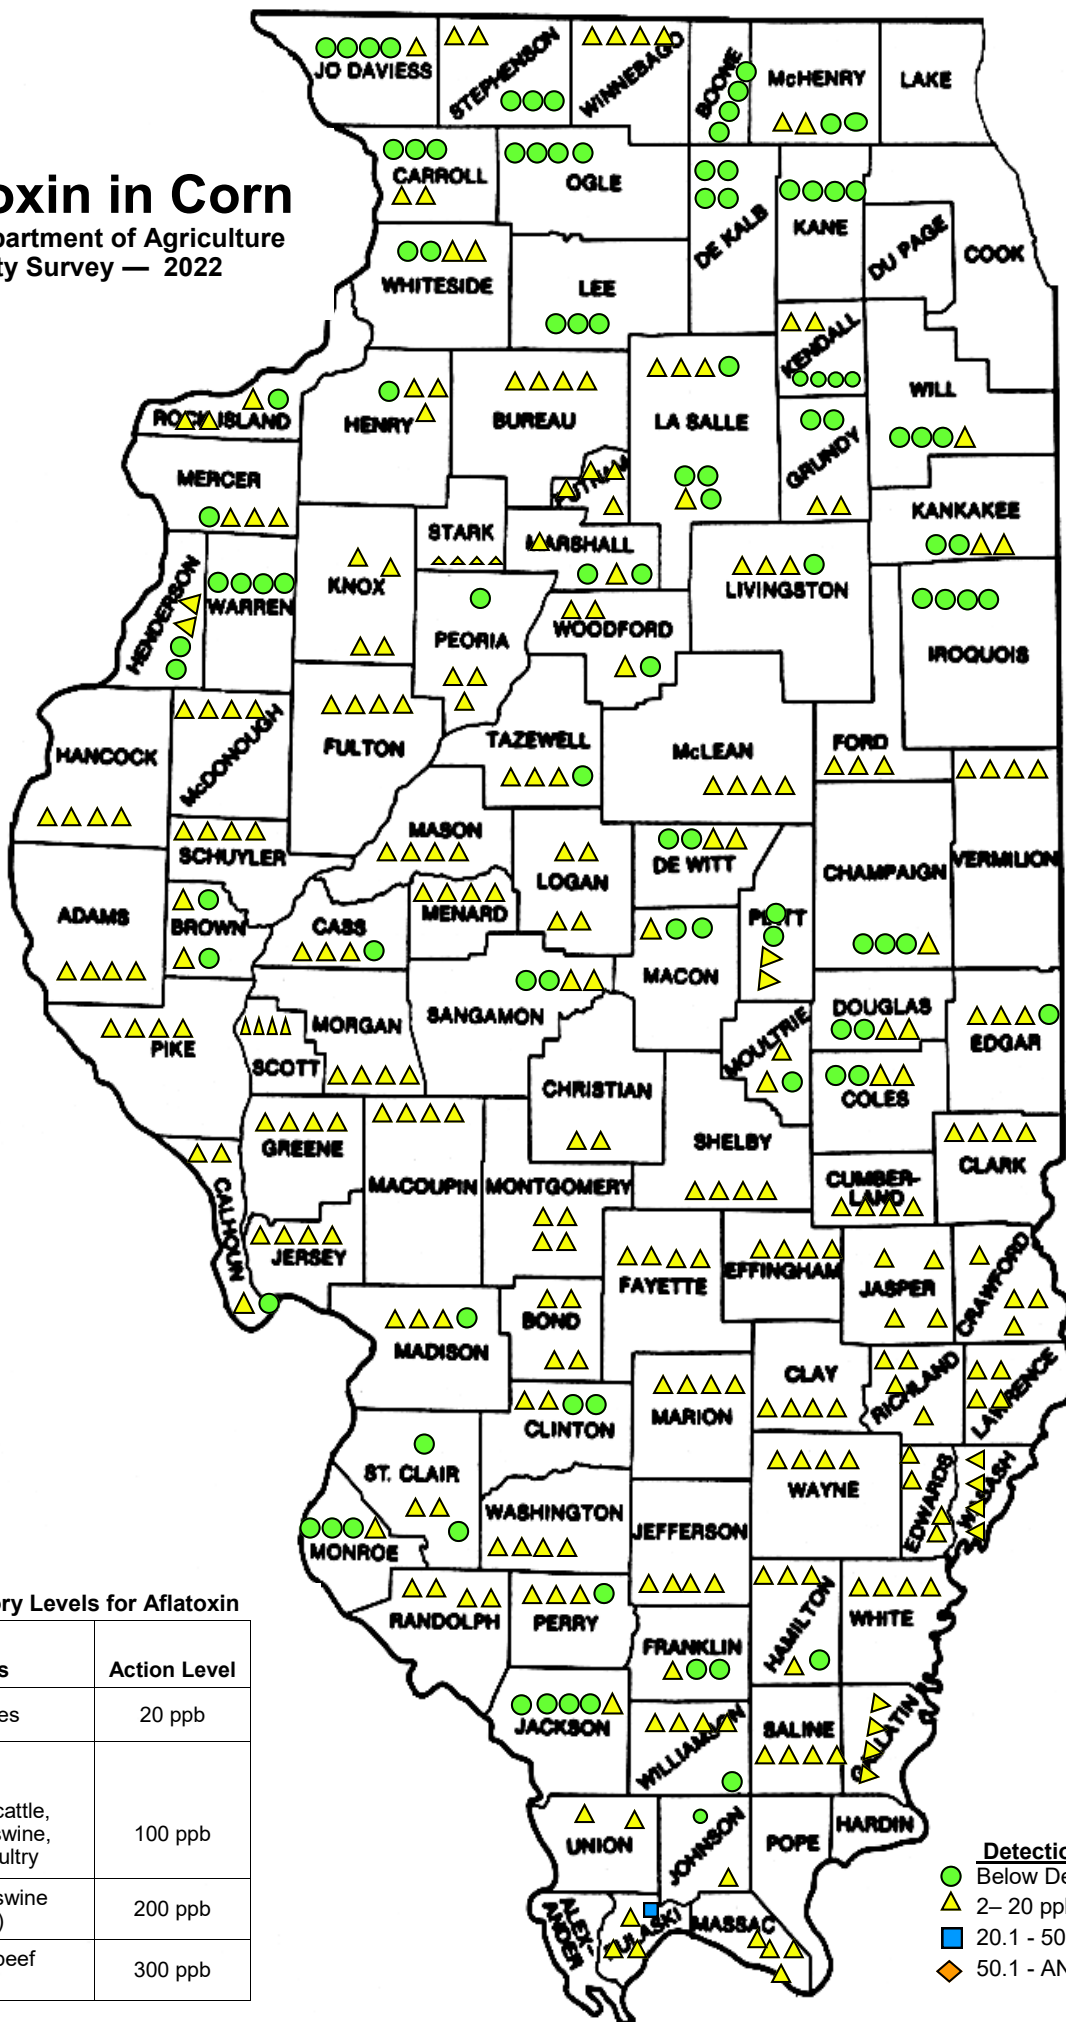 oxin in Corn
partment of Agriculture
ty Survey — 2022
JO DAVIESS
STEPHENSON
WINNEBAGO
BOONE
McHENRY
LAKE
CARROLL
OGLE
DE KALB
KANE
DU PAGE
COOK
WHITESIDE
LEE
KENDALL
WILL
ROCK ISLAND
HENRY
BUREAU
LA SALLE
GRUNDY
MERCER
PUTNAM
KANKAKEE
STARK
MARSHALL
HENDERSON
WARREN
KNOX
PEORIA
WOODFORD
LIVINGSTON
IROQUOIS
HANCOCK
McDONOUGH
FULTON
TAZEWELL
McLEAN
FORD
SCHUYLER
MASON
LOGAN
DE WITT
CHAMPAIGN
VERMILION
ADAMS
BROWN
CASS
MENARD
PIATT
MACON
PIKE
SCOTT
MORGAN
SANGAMON
MOULTRIE
DOUGLAS
EDGAR
CHRISTIAN
COLES
GREENE
SHELBY
CLARK
CALHOUN
MACOUPIN
MONTGOMERY
CUMBER-
LAND
JERSEY
FAYETTE
EFFINGHAM
JASPER
CRAWFORD
MADISON
BOND
CLAY
RICHLAND
LAWRENCE
CLINTON
MARION
ST. CLAIR
WAYNE
EDWARDS
WABASH
MONROE
WASHINGTON
JEFFERSON
RANDOLPH
PERRY
HAMILTON
WHITE
FRANKLIN
JACKSON
WILLIAMSON
SALINE
GALLATIN
UNION
JOHNSON
POPE
HARDIN
ALEX-
ANDER
PULASKI
MASSAC
ry Levels for Aflatoxin
s
Action Level
es
20 ppb
cattle,
swine,
ultry
100 ppb
swine
)
200 ppb
beef
300 ppb
Detectio
Below De
2– 20 pp
20.1 - 50
50.1 - AN